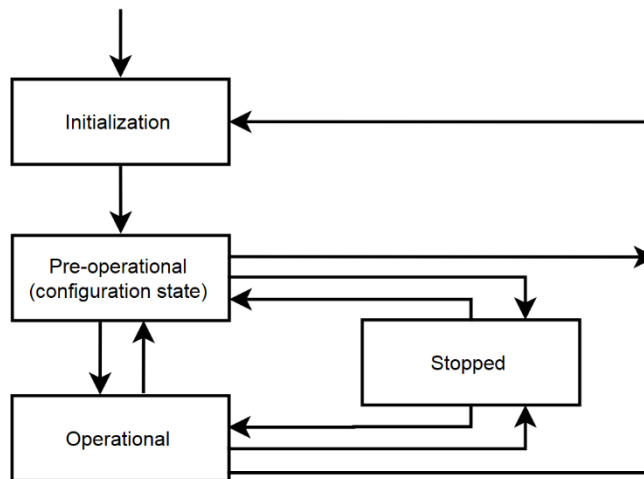 Initialization
Pre-operational
(configuration state)
Stopped
Operational